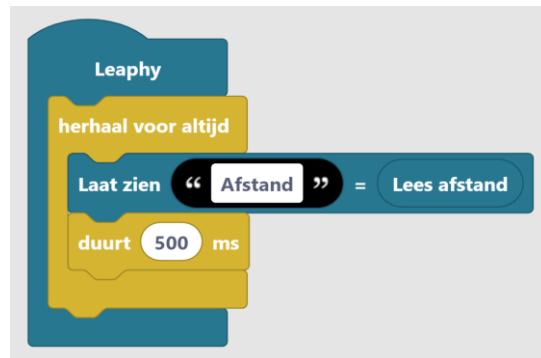 Leaphy
herhaal voor altijd
Laat zien “ Afstand ” = Lees afstand
duurt 500 ms